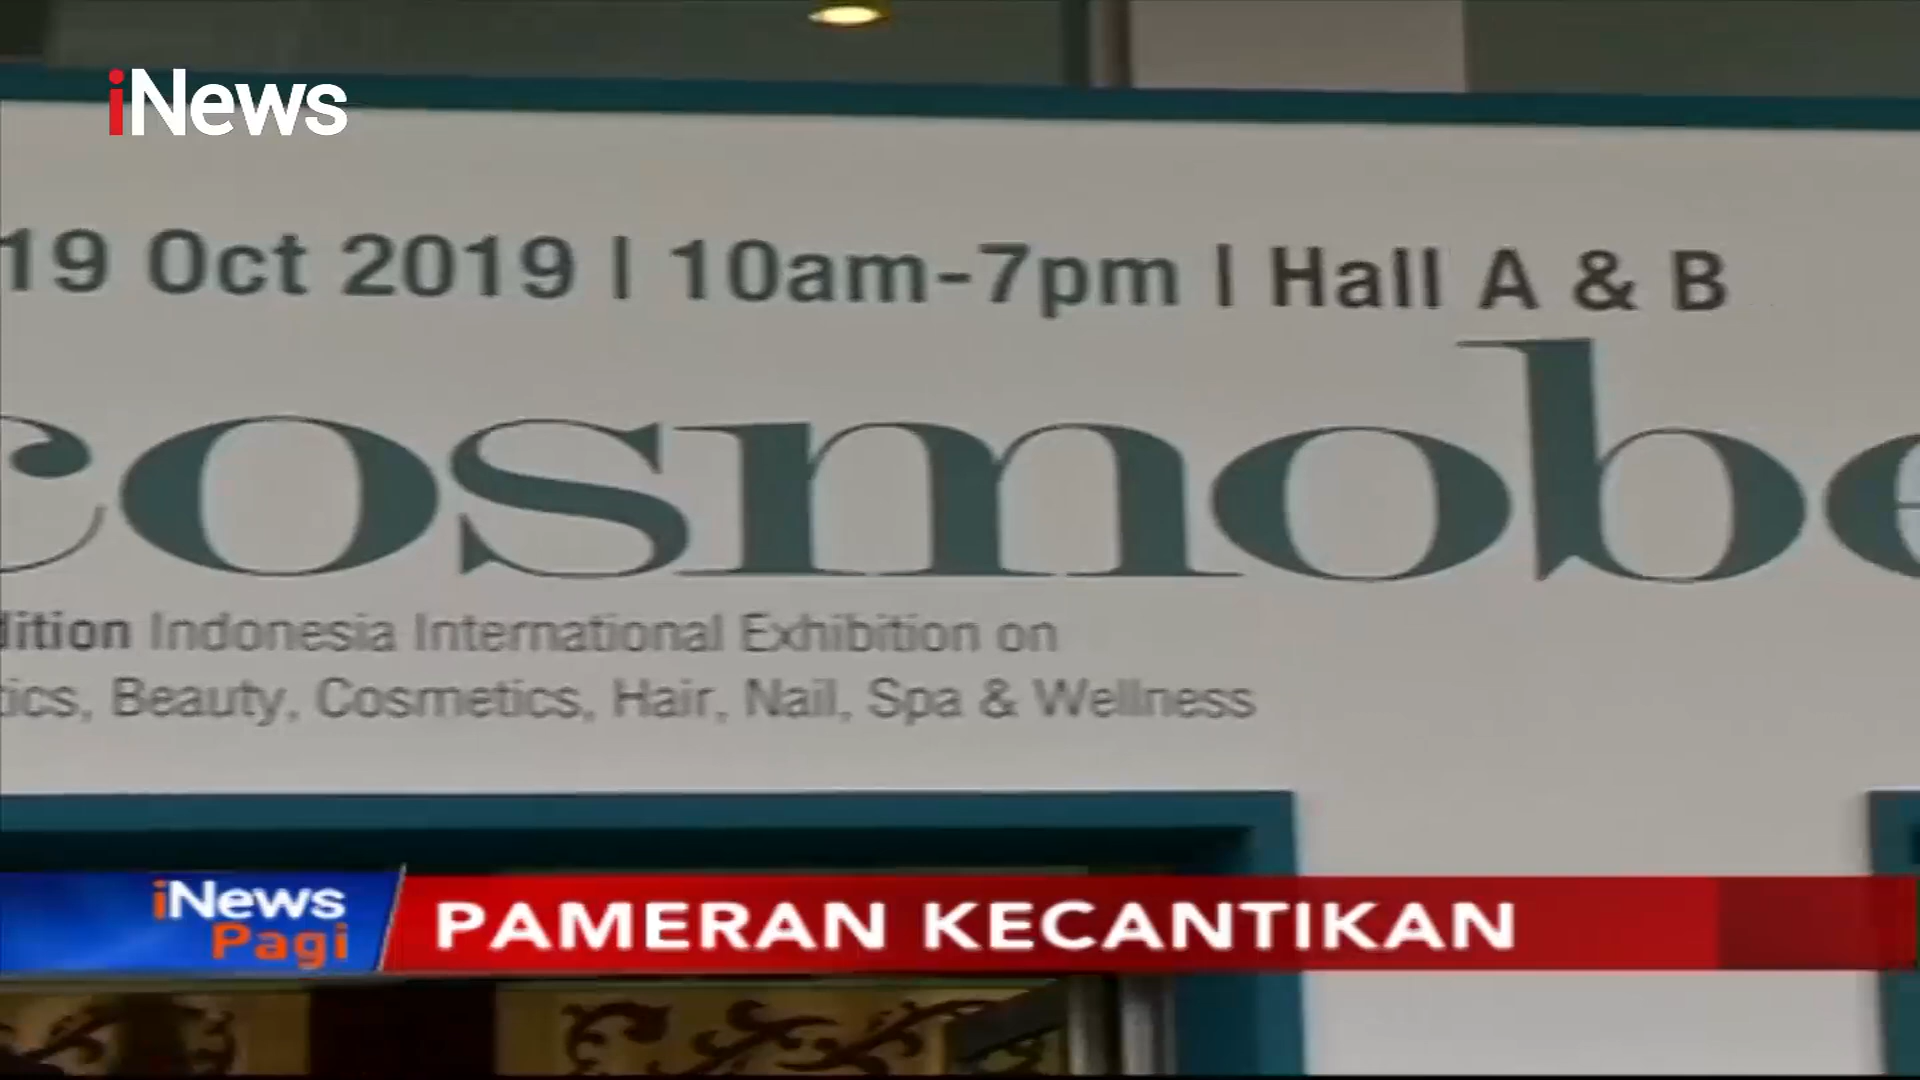 iNews
19 Oct 2019 | 10am-7pm | Hall A & B
cosmobe
dition Indonesia International Exhibition on
tics, Beauty, Cosmetics, Hair, Nail, Spa & Wellness
iNews
Pagi
PAMERAN KECANTIKAN